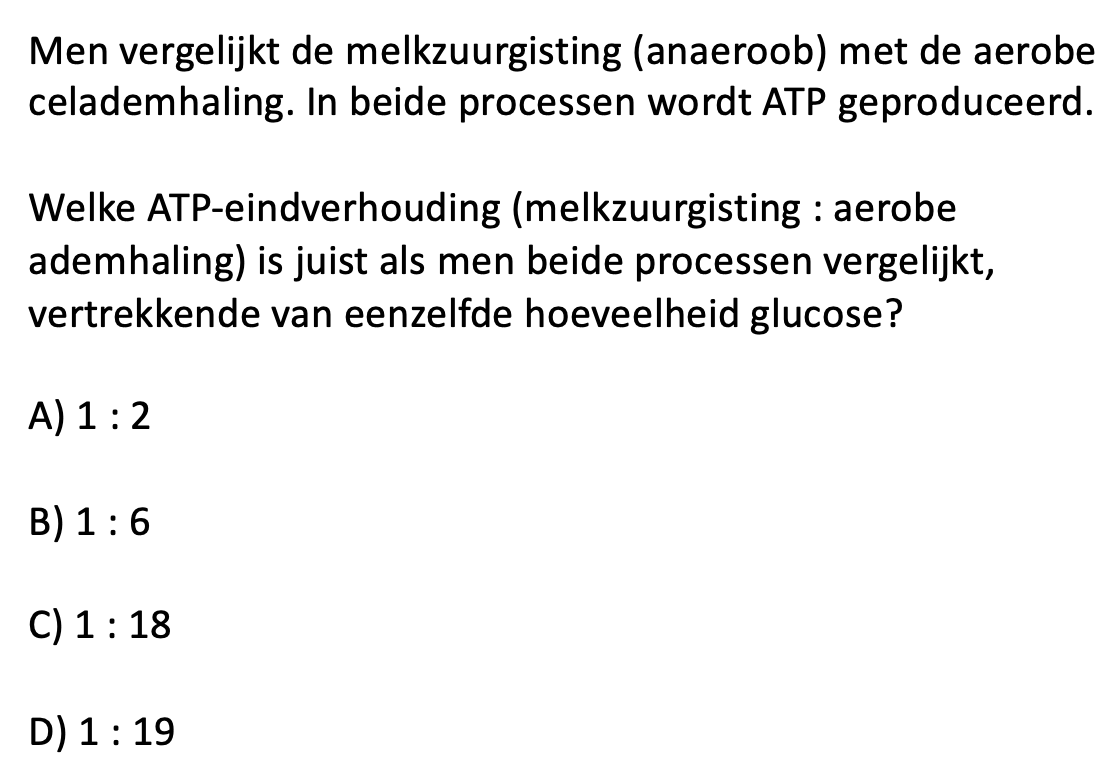 Men vergelijkt de melkzuurgisting (anaeroob) met de aerobe
celademhaling. In beide processen wordt ATP geproduceerd.
Welke ATP-eindverhouding (melkzuurgisting : aerobe
ademhaling) is juist als men beide processen vergelijkt,
vertrekkende van eenzelfde hoeveelheid glucose?
A) 1 : 2
B) 1 : 6
C) 1 : 18
D) 1 : 19